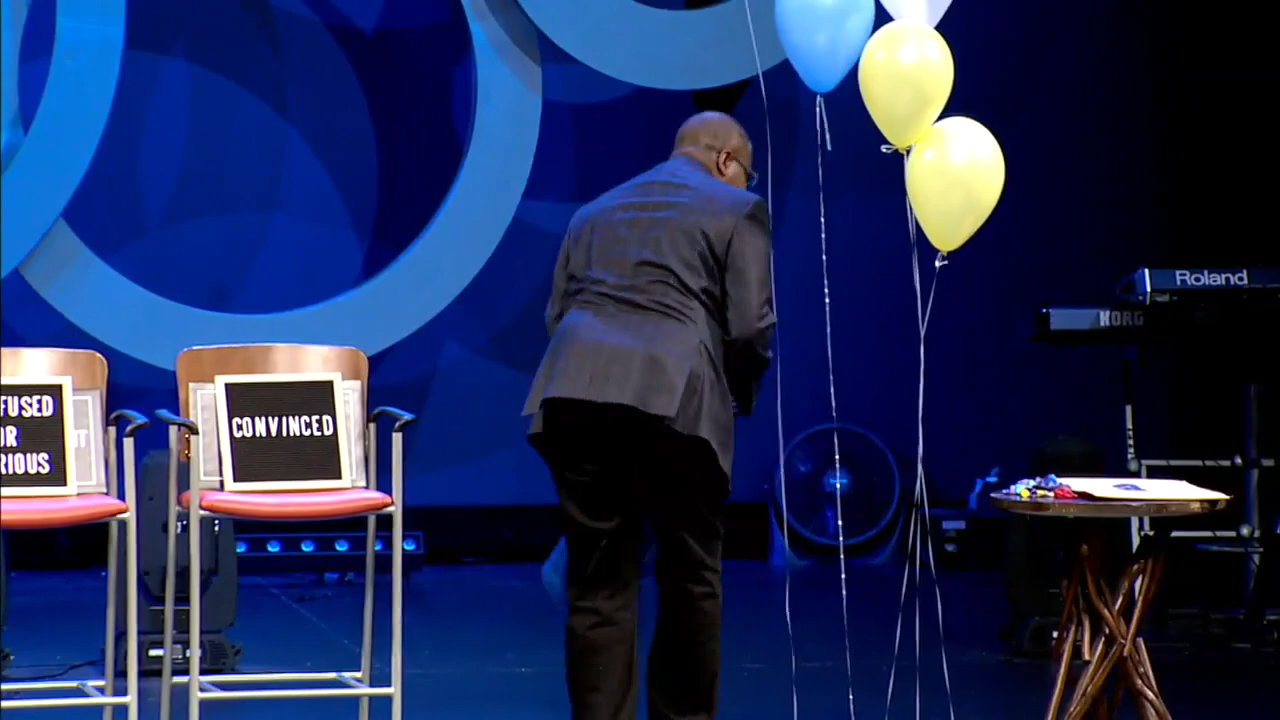 FUSED
OR
RIOUS
CONVINCED
Roland
KORG